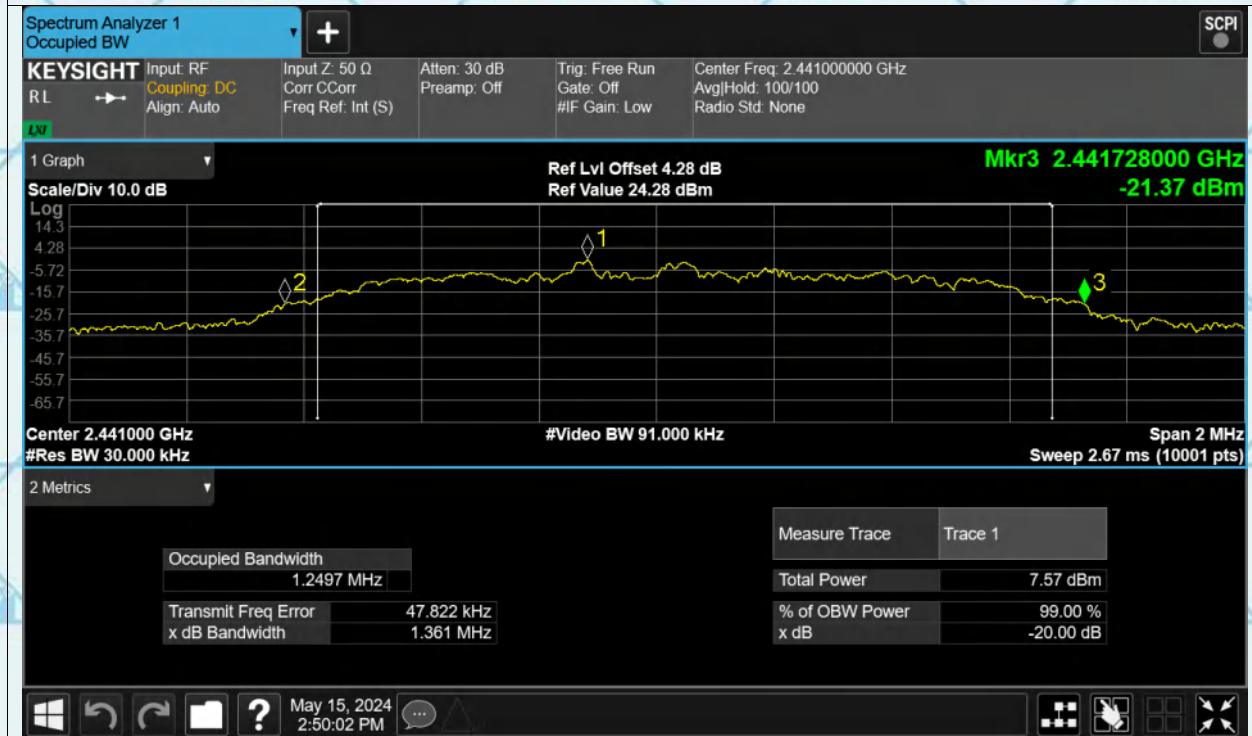 Spectrum Analyzer 1
Occupied BW
+
SCPI
KEYSIGHT
RL
LXI
Input: RF
Coupling: DC
Align: Auto
Input Z: 50 Ω
Corr CCorr
Freq Ref: Int (S)
Atten: 30 dB
Preamp: Off
Trig: Free Run
Gate: Off
#IF Gain: Low
Center Freq: 2.441000000 GHz
Avg|Hold: 100/100
Radio Std: None
1 Graph
Scale/Div 10.0 dB
Ref Lvl Offset 4.28 dB
Ref Value 24.28 dBm
Mkr3 2.441728000 GHz
-21.37 dBm
Log
14.3
4.28
-5.72
-15.7
-25.7
-35.7
-45.7
-55.7
-65.7
1
2
3
Center 2.441000 GHz
#Res BW 30.000 kHz
#Video BW 91.000 kHz
Span 2 MHz
Sweep 2.67 ms (10001 pts)
2 Metrics
Occupied Bandwidth
1.2497 MHz
Transmit Freq Error 47.822 kHz
x dB Bandwidth 1.361 MHz
Measure Trace Trace 1
Total Power 7.57 dBm
% of OBW Power 99.00 %
x dB -20.00 dB
?
May 15, 2024
2:50:02 PM